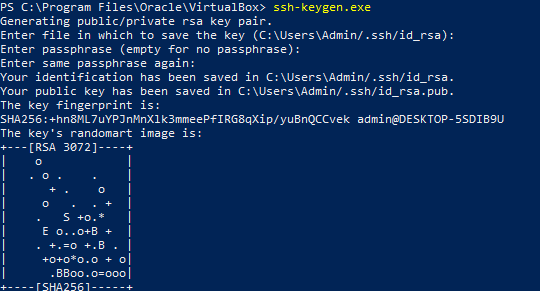 PS C:\Program Files\Oracle\VirtualBox> ssh-keygen.exe
Generating public/private rsa key pair.
Enter file in which to save the key (C:\Users\Admin/.ssh/id_rsa):
Enter passphrase (empty for no passphrase):
Enter same passphrase again:
Your identification has been saved in C:\Users\Admin/.ssh/id_rsa.
Your public key has been saved in C:\Users\Admin/.ssh/id_rsa.pub.
The key fingerprint is:
SHA256:+hn8ML7uYPJnMnXlk3mmeePfIRG8qXip/yuBnQCCvek admin@DESKTOP-5SDIB9U
The key's randomart image is:
+---[RSA 3072]----+
|    o            |
|   . o .    .    |
|      + .    o   |
|     o   .  . +  |
|    .   S +o.*   |
|     E o..o+B +  |
|    . +.=o +.B . |
|     +o+o*o.o + o|
|      .BBoo.o=ooo|
+----[SHA256]-----+